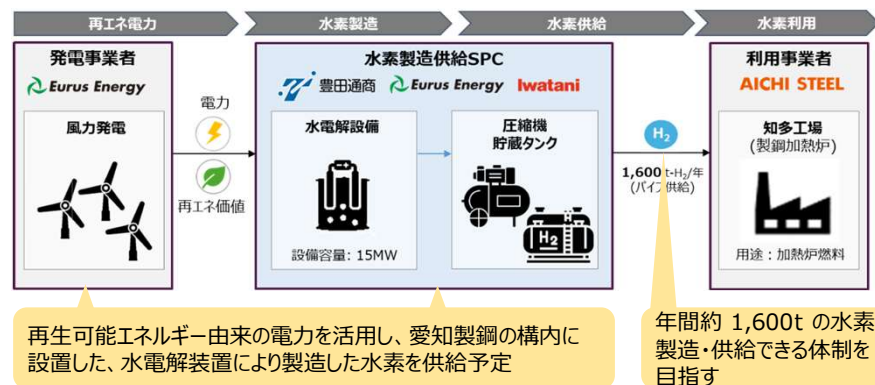 再エネ電力
水素製造
水素供給
水素利用
発電事業者
Eurus Energy
風力発電
電力
再エネ価値
水素製造供給SPC
豊田通商 Eurus Energy Iwatani
水電解設備
設備容量: 15MW
圧縮機
貯蔵タンク
H₂
H₂
1,600 t-H₂/年
(パイプ供給)
利用事業者
AICHI STEEL
知多工場
(製鋼加熱炉)
用途：加熱炉燃料
再生可能エネルギー由来の電力を活用し、愛知製鋼の構内に
設置した、水電解装置により製造した水素を供給予定
年間約 1,600t の水素
製造・供給できる体制を
目指す